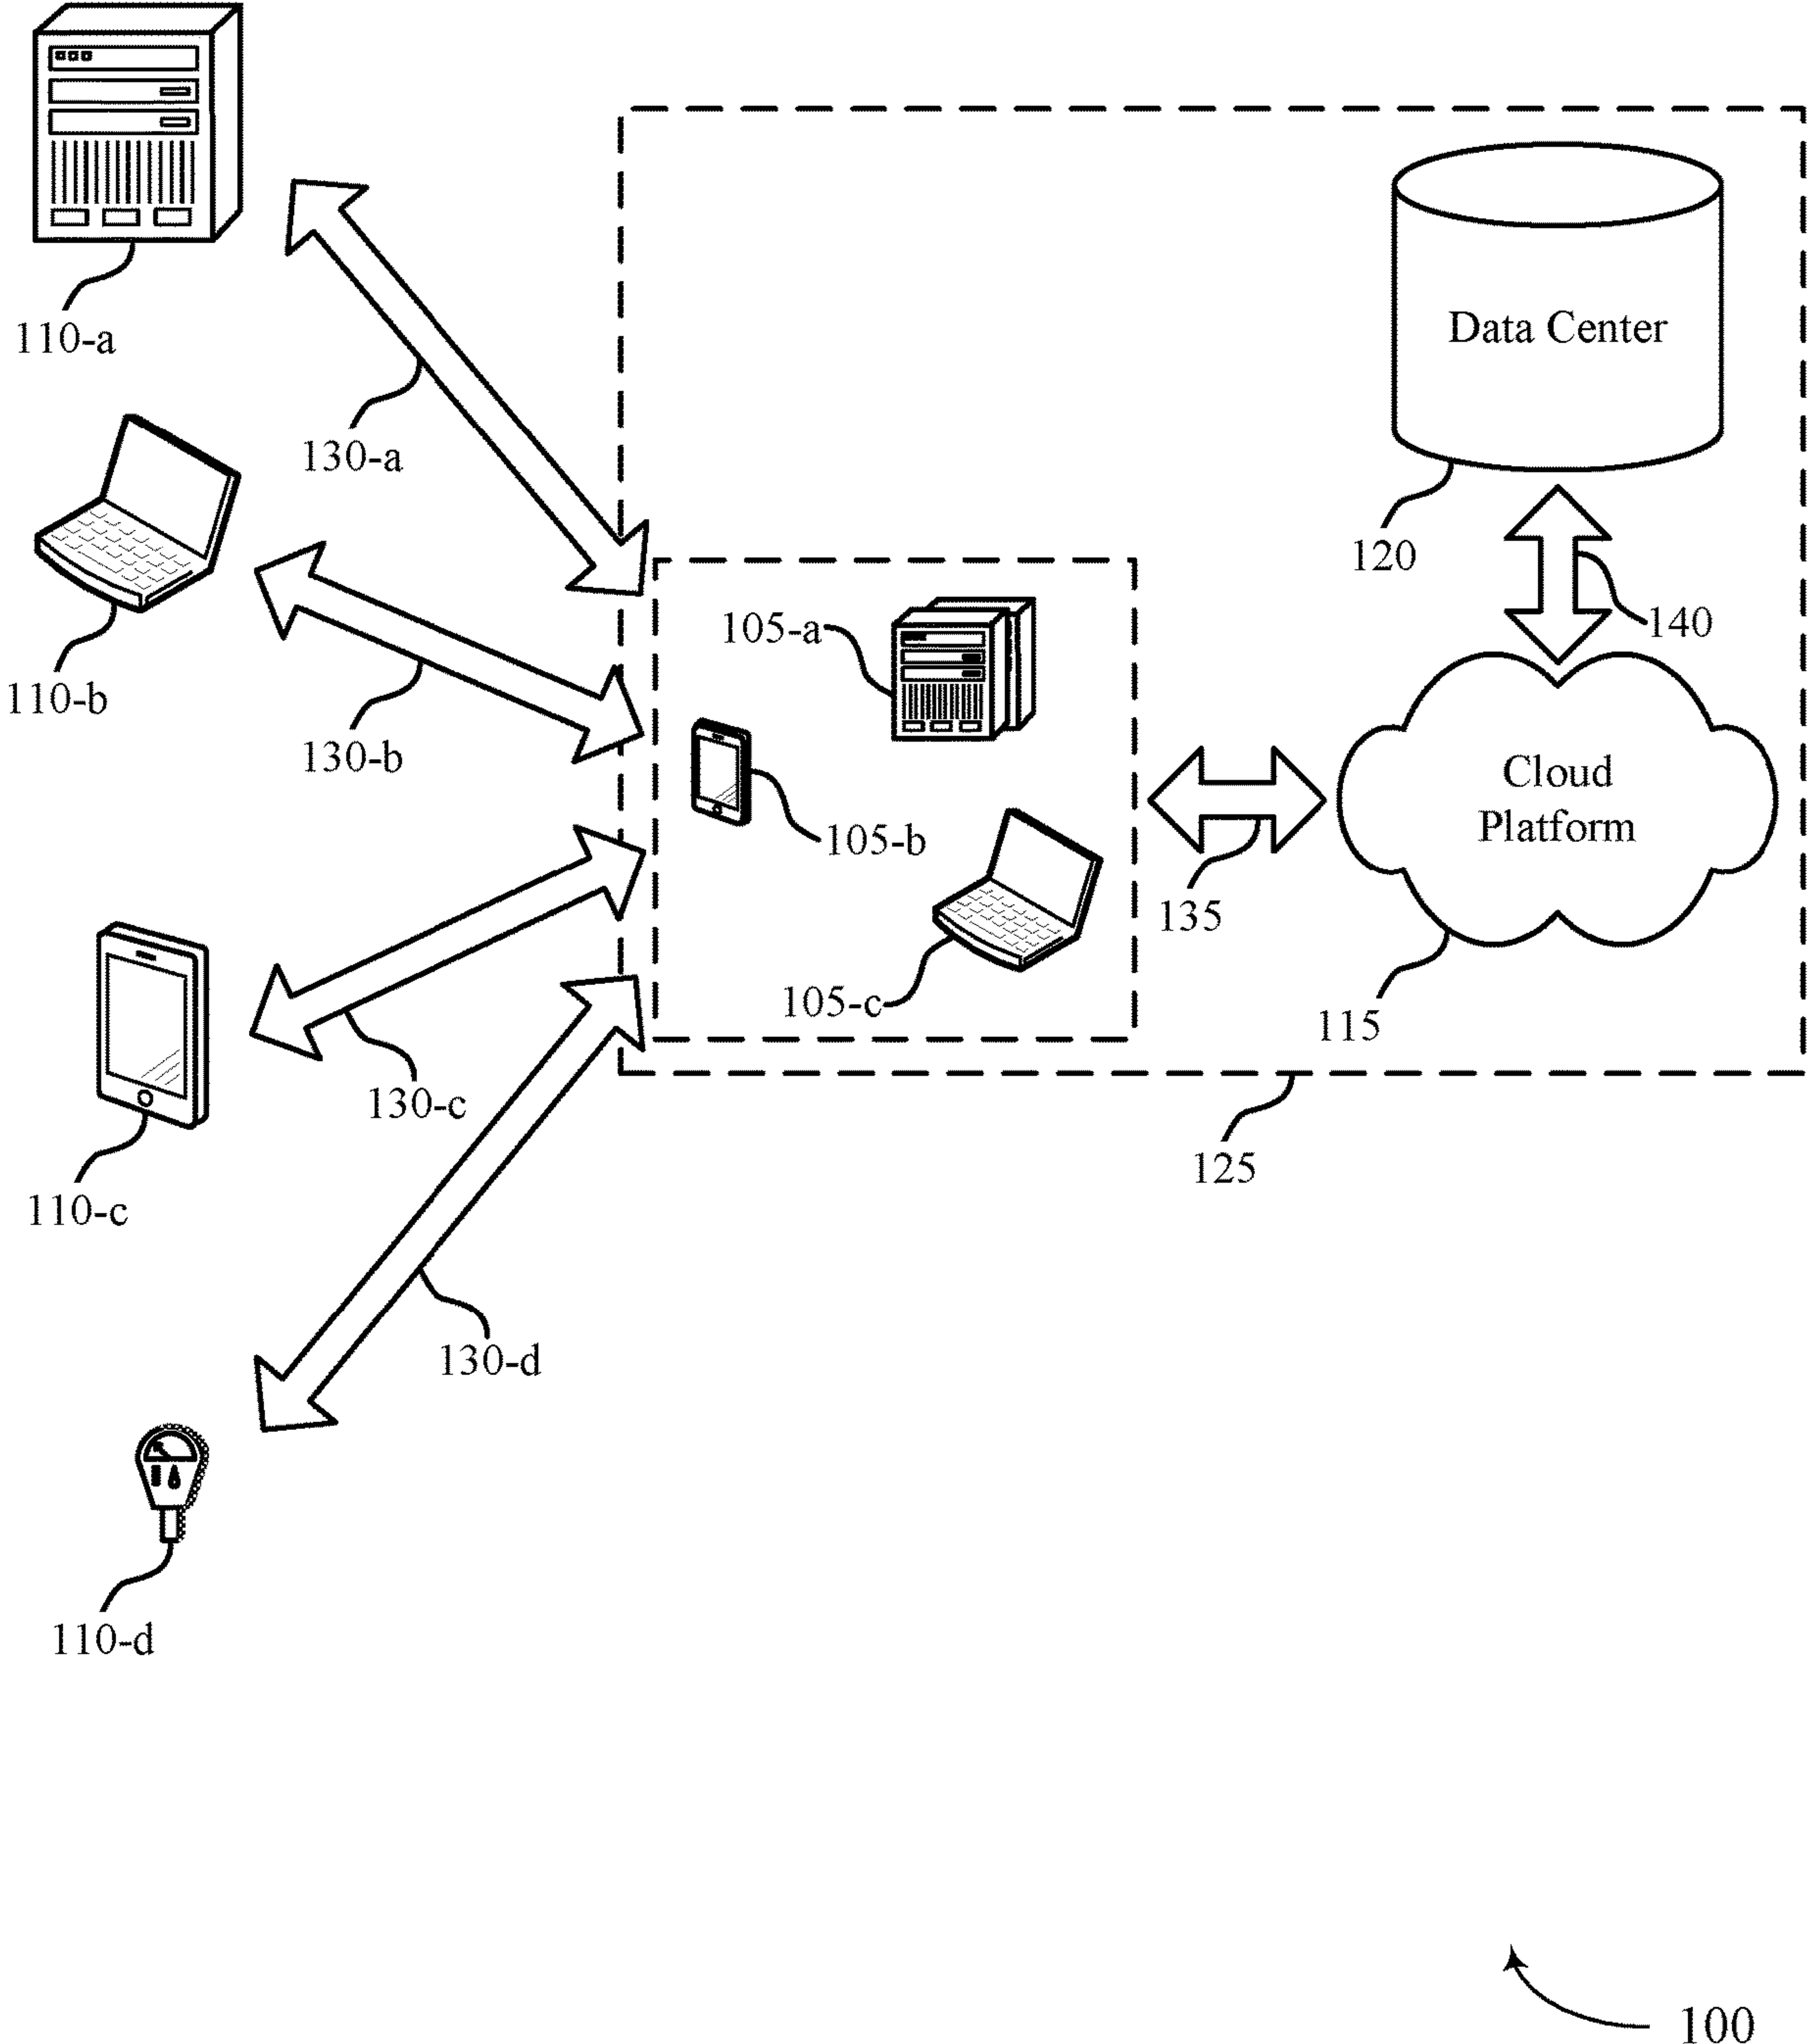 110-a
130-a
Data Center
120
140
110-b
130-b
105-a
105-b
105-c
Cloud
Platform
135
115
110-c
130-c
125
130-d
110-d
100